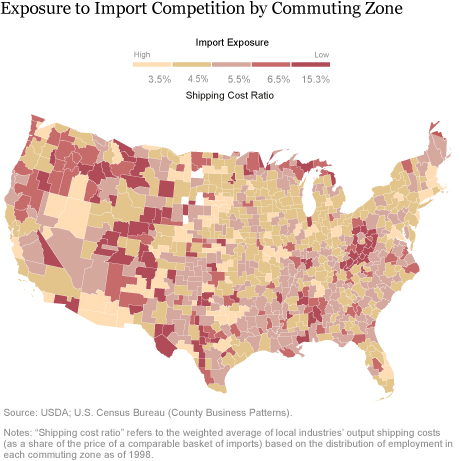 Exposure to Import Competition by Commuting Zone
Import Exposure
High Low
3.5% 4.5% 5.5% 6.5% 15.3%
Shipping Cost Ratio
Source: USDA; U.S. Census Bureau (County Business Patterns).
Notes: “Shipping cost ratio” refers to the weighted average of local industries’ output shipping costs
(as a share of the price of a comparable basket of imports) based on the distribution of employment in
each commuting zone as of 1998.